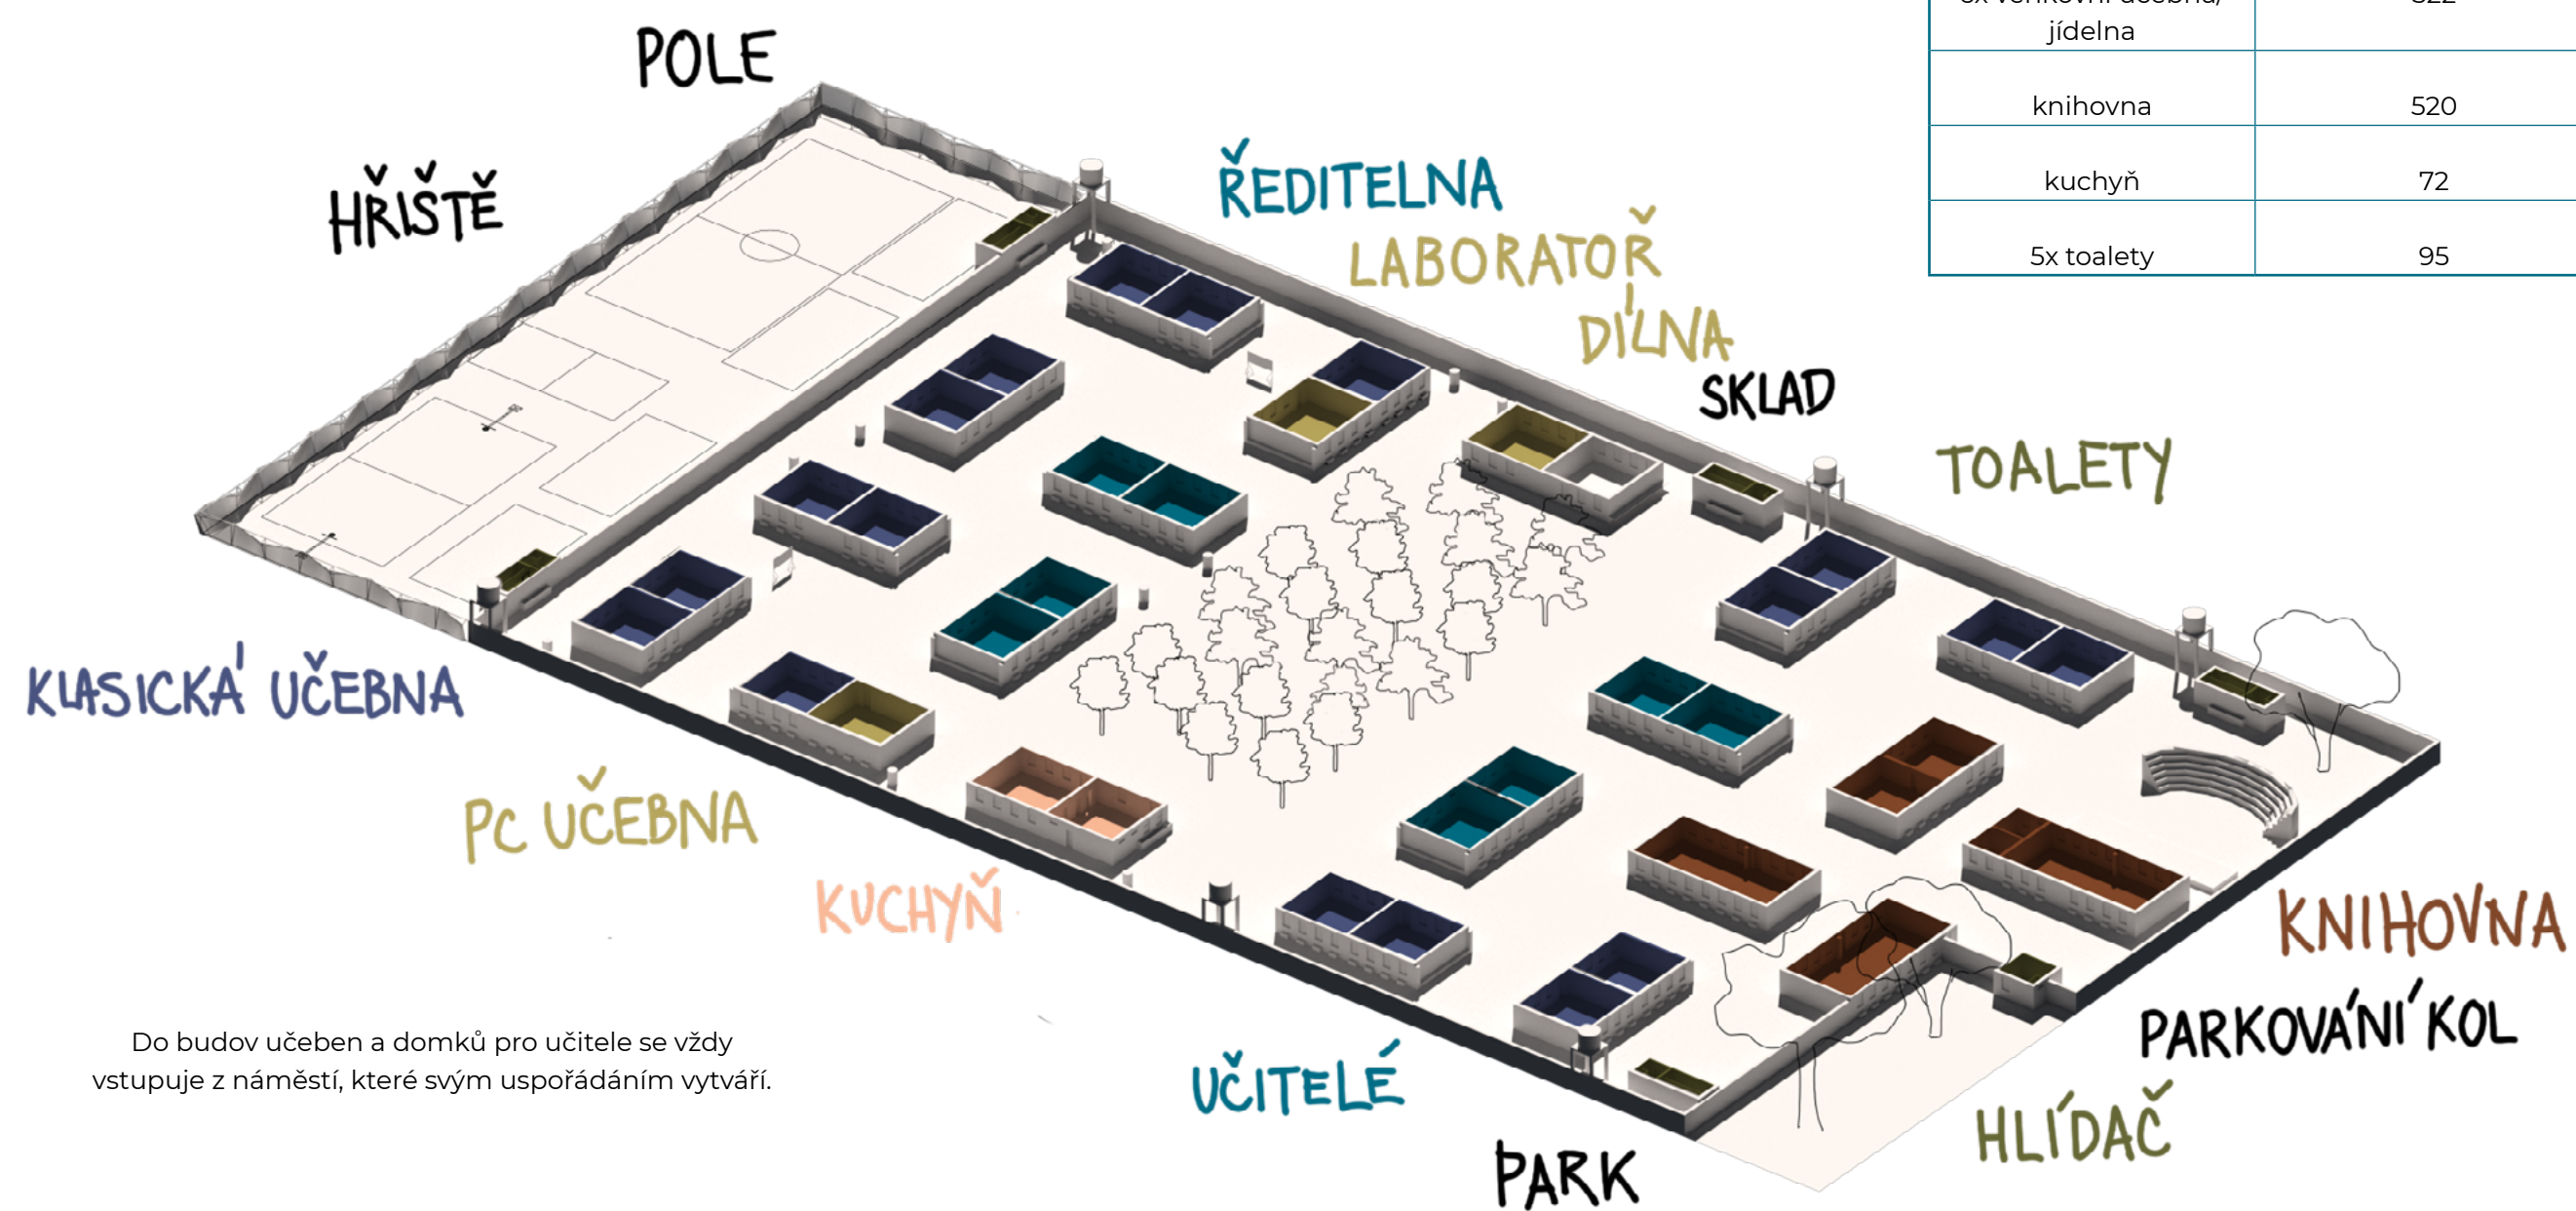 jídelna
knihovna 520
kuchyň 72
5x toalety 95
POLE
HŘIŠTĚ
ŘEDITELNA
LABORATOŘ
DÍLNA
SKLAD
TOALETY
KLASICKÁ UČEBNA
PC UČEBNA
KUCHYŇ
KNIHOVNA
PARKOVÁNÍ KOL
HLÍDAČ
UČITELÉ
PARK
Do budov učeben a domků pro učitele se vždy
vstupuje z náměstí, které svým uspořádáním vytváří.